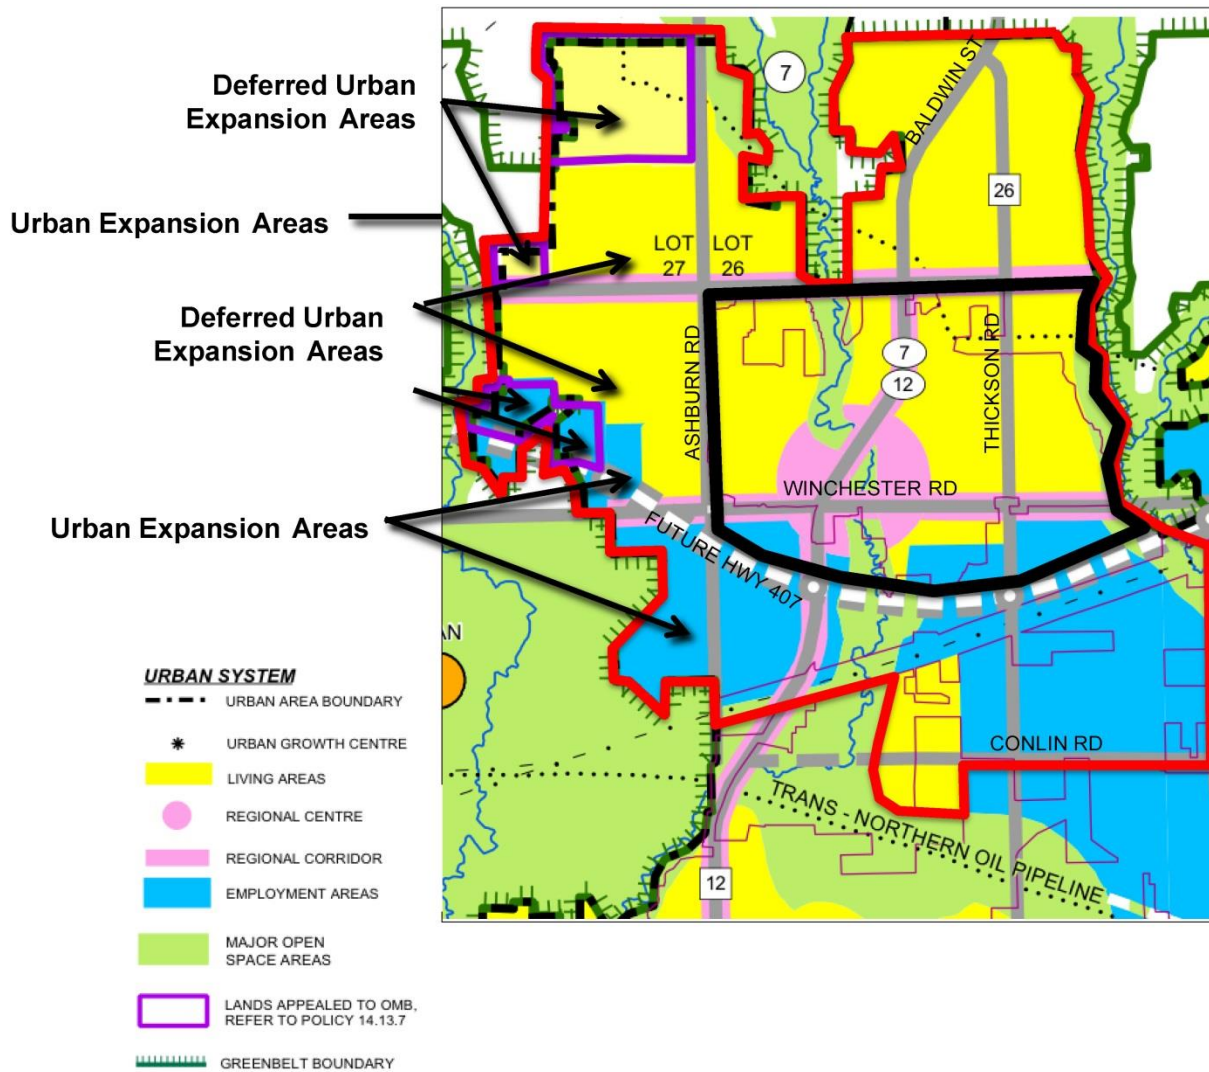 Deferred Urban
Expansion Areas
Urban Expansion Areas
Deferred Urban
Expansion Areas
Urban Expansion Areas
7
BALDWIN ST
26
LOT
27
LOT
26
ASHBURN RD
THICKSON RD
7
12
WINCHESTER RD
FUTURE HWY 407
AN
CONLIN RD
TRANS - NORTHERN OIL PIPELINE
12
URBAN SYSTEM
URBAN AREA BOUNDARY
URBAN GROWTH CENTRE
LIVING AREAS
REGIONAL CENTRE
REGIONAL CORRIDOR
EMPLOYMENT AREAS
MAJOR OPEN
SPACE AREAS
LANDS APPEALED TO OMB,
REFER TO POLICY 14.13.7
GREENBELT BOUNDARY